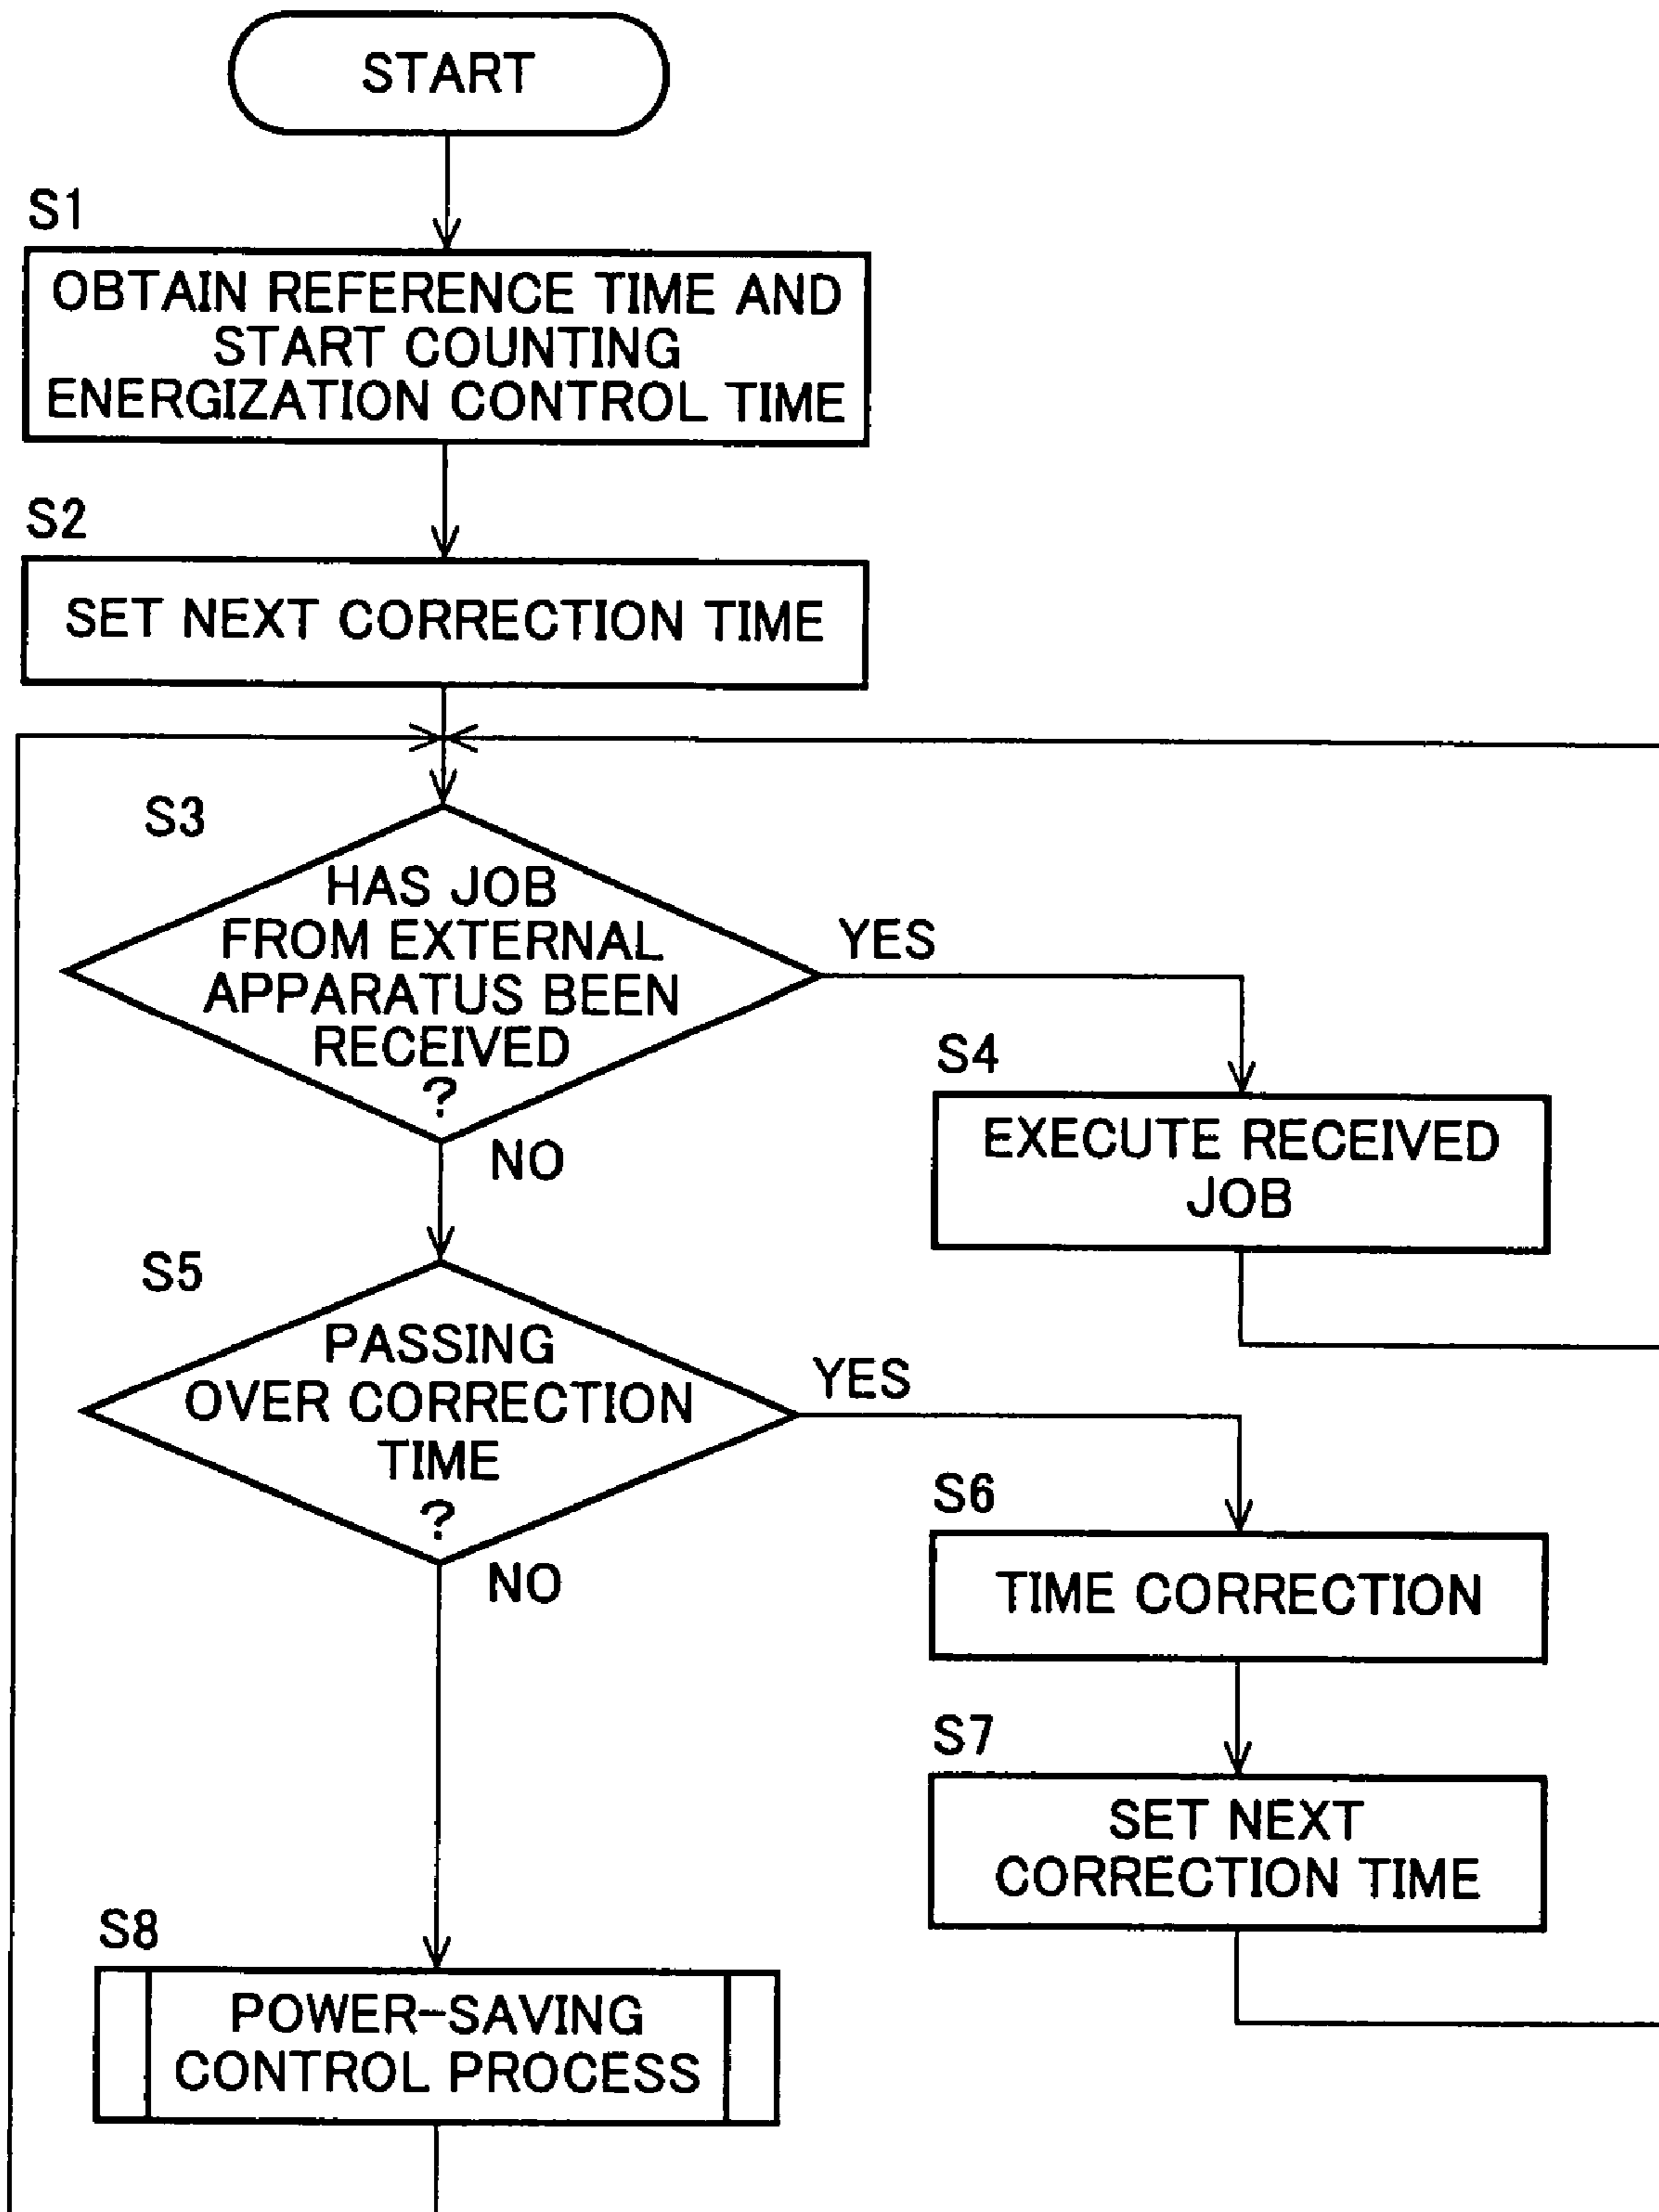 START
S1
OBTAIN REFERENCE TIME AND
START COUNTING
ENERGIZATION CONTROL TIME
S2
SET NEXT CORRECTION TIME
S3
HAS JOB
FROM EXTERNAL
APPARATUS BEEN
RECEIVED
?
YES
NO
S4
EXECUTE RECEIVED
JOB
S5
PASSING
OVER CORRECTION
TIME
?
YES
NO
S6
TIME CORRECTION
S7
SET NEXT
CORRECTION TIME
S8
POWER-SAVING
CONTROL PROCESS